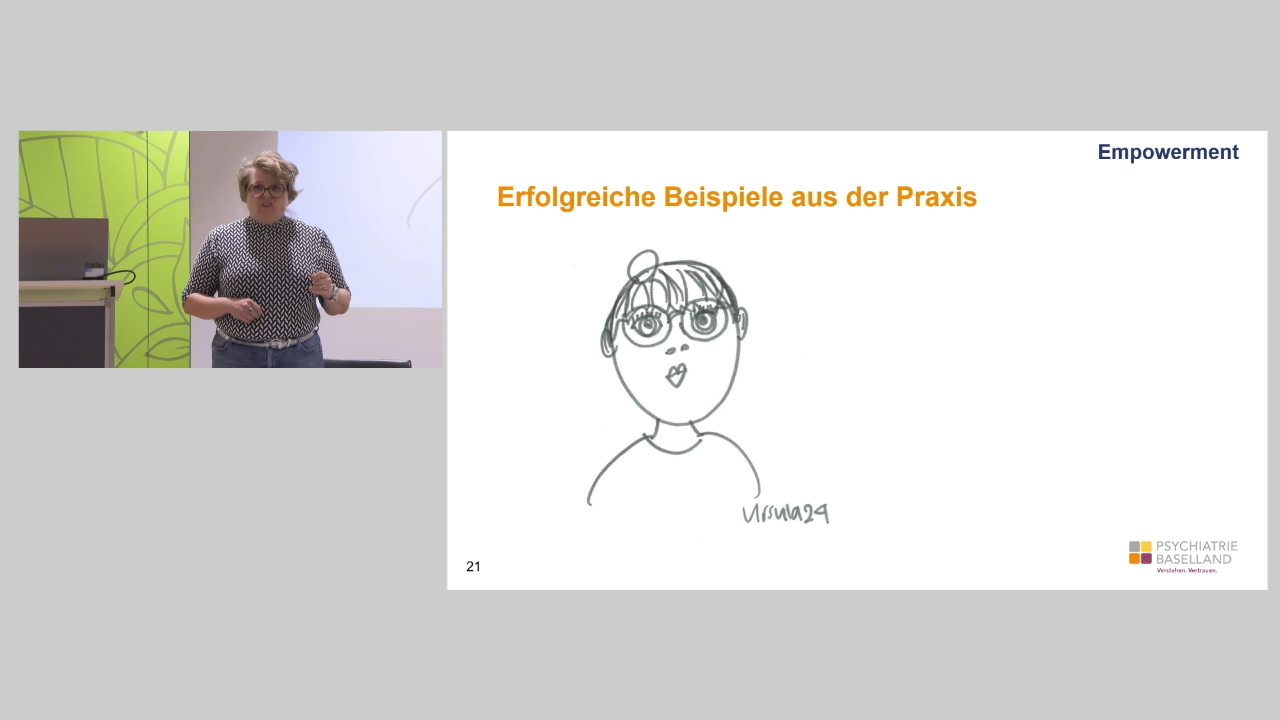 Empowerment
Erfolgreiche Beispiele aus der Praxis
Ursula24
21
PSYCHIATRIE
BASELLAND
Verstehen. Vertrauen.